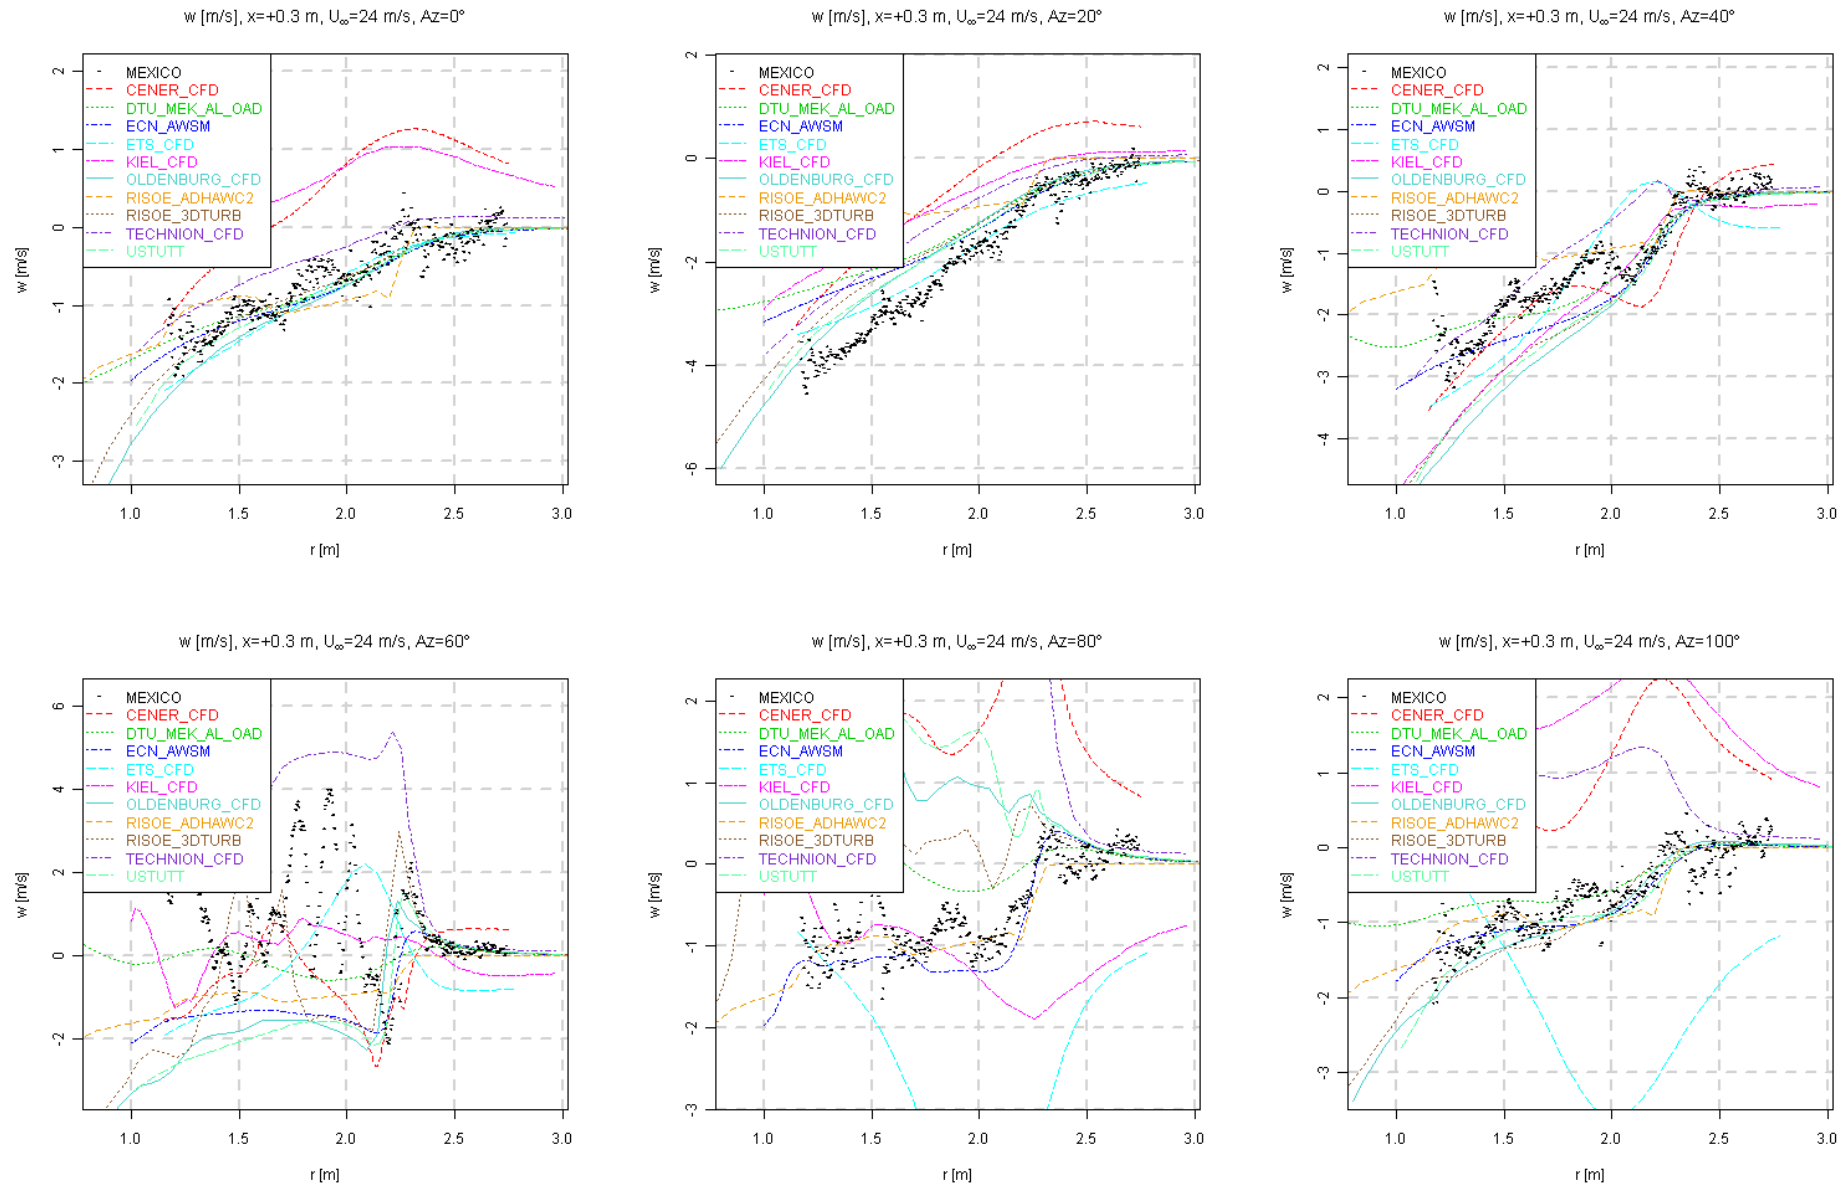 w [m/s], x=+0.3 m, U∞=24 m/s, Az=0°
w [m/s]
2
1
0
-1
-2
-3
MEXICO
CENER_CFD
DTU_MEK_AL_OAD
ECN_AWSM
ETS_CFD
KIEL_CFD
OLDENBURG_CFD
RISOE_ADHAWC2
RISOE_3DTURB
TECHNION_CFD
USTUTT
1.0 1.5 2.0 2.5 3.0
r [m]
w [m/s], x=+0.3 m, U∞=24 m/s, Az=20°
w [m/s]
2
0
-2
-4
-6
MEXICO
CENER_CFD
DTU_MEK_AL_OAD
ECN_AWSM
ETS_CFD
KIEL_CFD
OLDENBURG_CFD
RISOE_ADHAWC2
RISOE_3DTURB
TECHNION_CFD
USTUTT
1.0 1.5 2.0 2.5 3.0
r [m]
w [m/s], x=+0.3 m, U∞=24 m/s, Az=40°
w [m/s]
2
1
0
-1
-2
-3
-4
MEXICO
CENER_CFD
DTU_MEK_AL_OAD
ECN_AWSM
ETS_CFD
KIEL_CFD
OLDENBURG_CFD
RISOE_ADHAWC2
RISOE_3DTURB
TECHNION_CFD
USTUTT
1.0 1.5 2.0 2.5 3.0
r [m]
w [m/s], x=+0.3 m, U∞=24 m/s, Az=60°
w [m/s]
6
4
2
0
-2
MEXICO
CENER_CFD
DTU_MEK_AL_OAD
ECN_AWSM
ETS_CFD
KIEL_CFD
OLDENBURG_CFD
RISOE_ADHAWC2
RISOE_3DTURB
TECHNION_CFD
USTUTT
1.0 1.5 2.0 2.5 3.0
r [m]
w [m/s], x=+0.3 m, U∞=24 m/s, Az=80°
w [m/s]
2
1
0
-1
-2
-3
MEXICO
CENER_CFD
DTU_MEK_AL_OAD
ECN_AWSM
ETS_CFD
KIEL_CFD
OLDENBURG_CFD
RISOE_ADHAWC2
RISOE_3DTURB
TECHNION_CFD
USTUTT
1.0 1.5 2.0 2.5 3.0
r [m]
w [m/s], x=+0.3 m, U∞=24 m/s, Az=100°
w [m/s]
2
1
0
-1
-2
-3
MEXICO
CENER_CFD
DTU_MEK_AL_OAD
ECN_AWSM
ETS_CFD
KIEL_CFD
OLDENBURG_CFD
RISOE_ADHAWC2
RISOE_3DTURB
TECHNION_CFD
USTUTT
1.0 1.5 2.0 2.5 3.0
r [m]